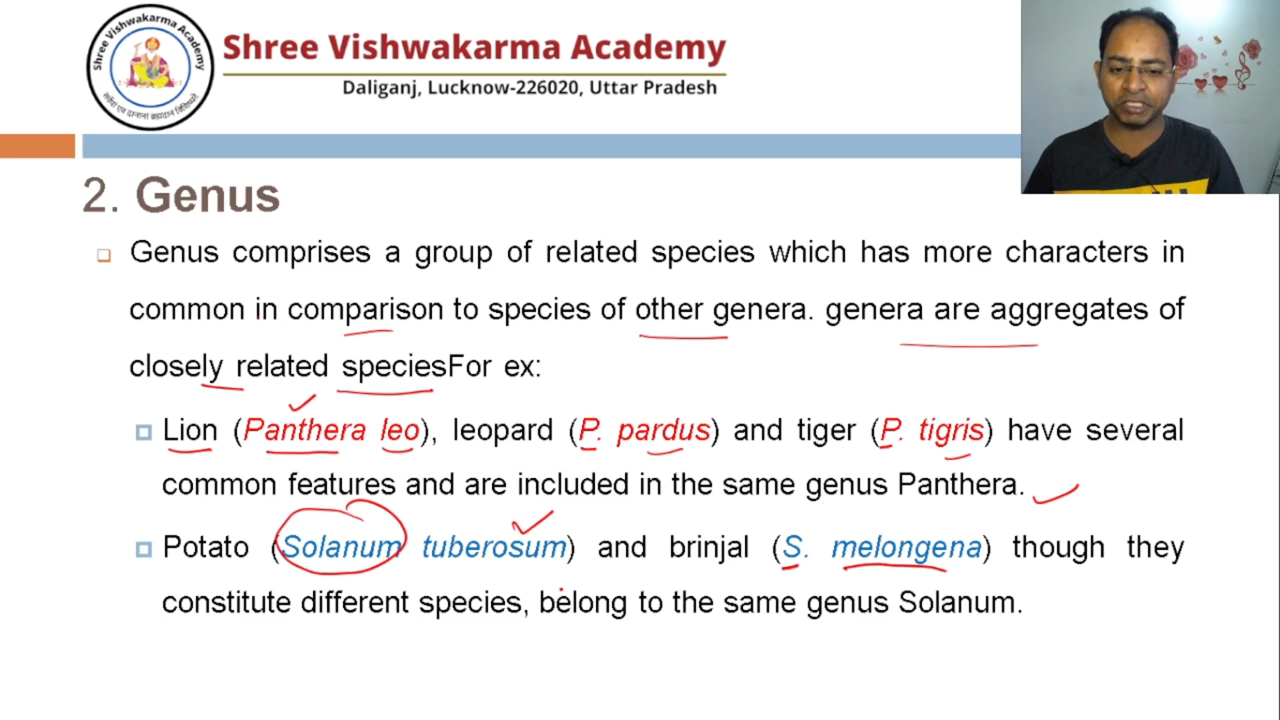 Shree Vishwakarma Academy
Shree Vishwakarma Academy
Daliganj, Lucknow-226020, Uttar Pradesh
2. Genus
Genus comprises a group of related species which has more characters in
common in comparison to species of other genera. genera are aggregates of
closely related speciesFor ex:
Lion (Panthera leo), leopard (P. pardus) and tiger (P. tigris) have several
common features and are included in the same genus Panthera.
Potato (Solanum tuberosum) and brinjal (S. melongena) though they
constitute different species, belong to the same genus Solanum.